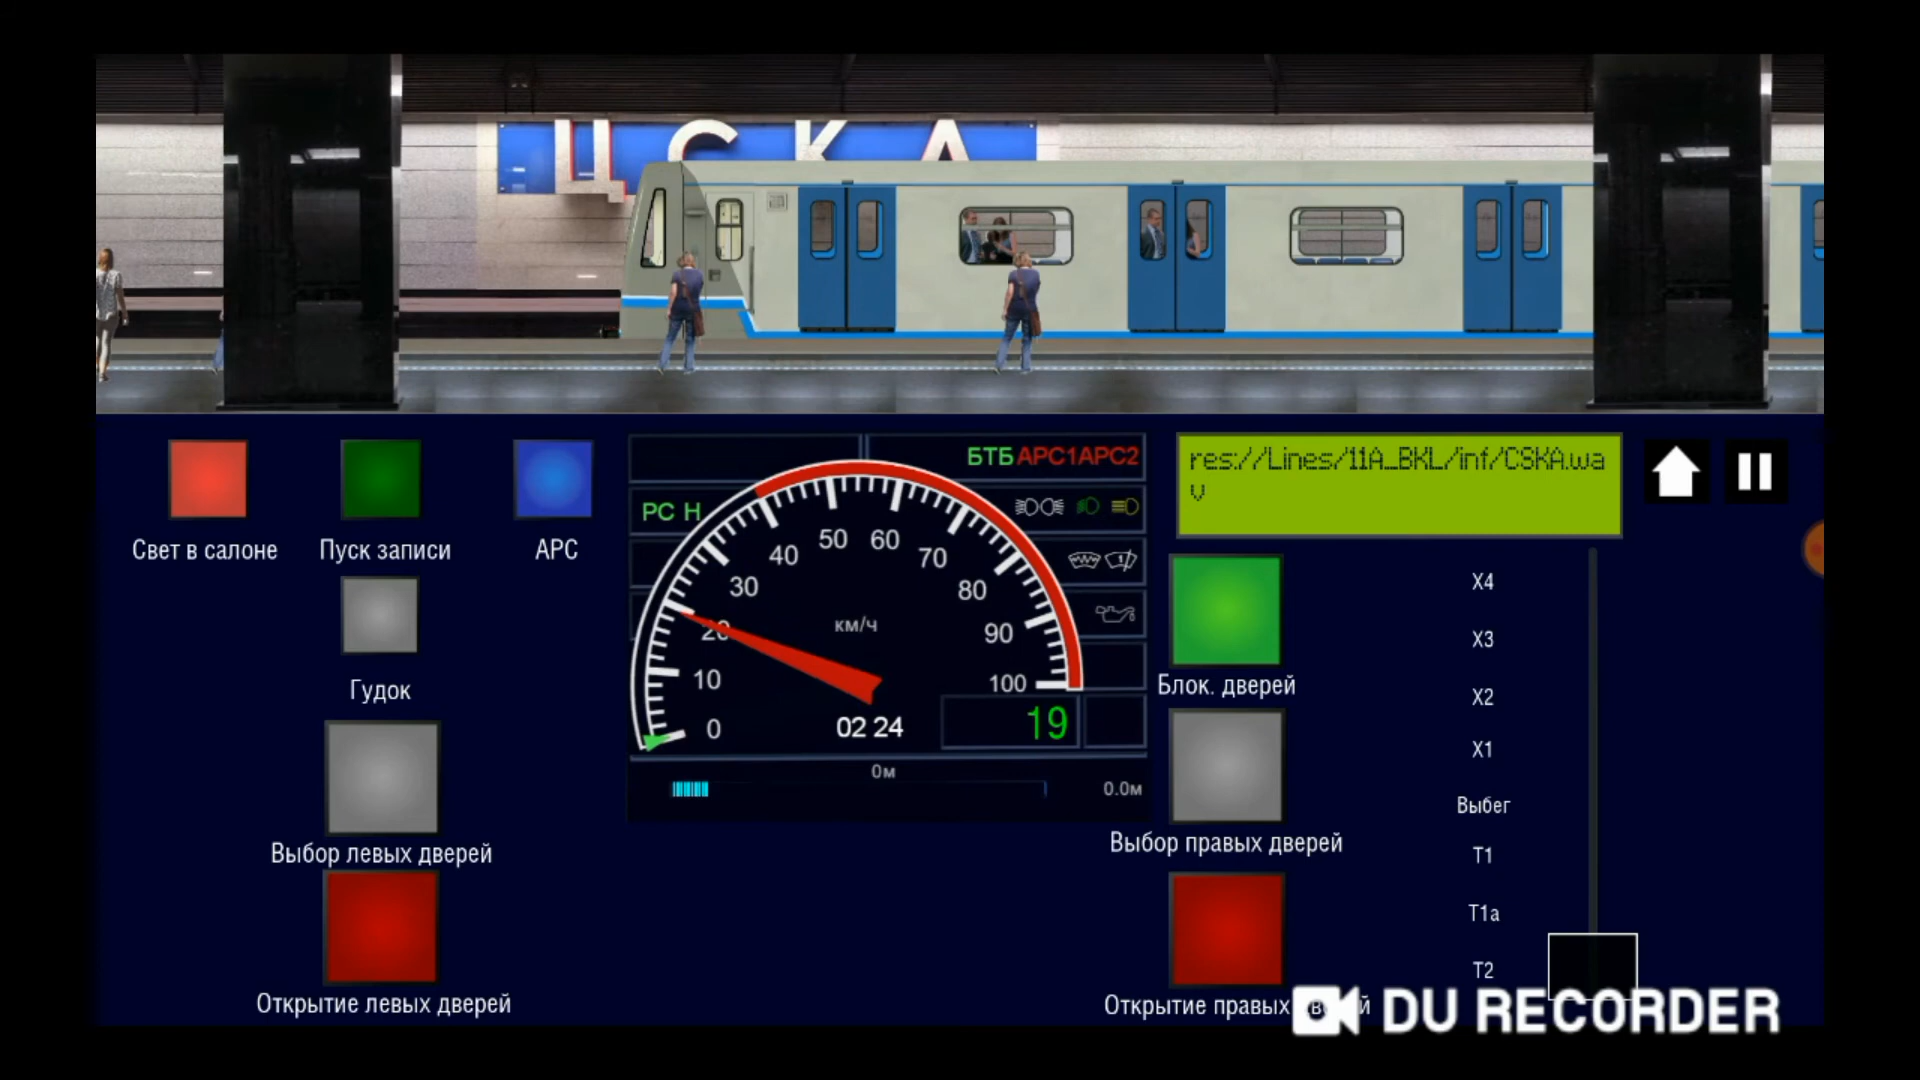 ЦСКА
БТБ АРС1 АРС2
РС Н
res://Lines/11A_BKL/inf/CSKA.wa
v
Свет в салоне
Пуск записи
АРС
Гудок
Выбор левых дверей
Открытие левых дверей
0
10
20
30
40
50
60
70
80
90
100
км/ч
02 24
19
0м
0.0м
Блок. дверей
Выбор правых дверей
Открытие правых
X4
X3
X2
X1
Выбег
Т1
Т1а
Т2
DU RECORDER